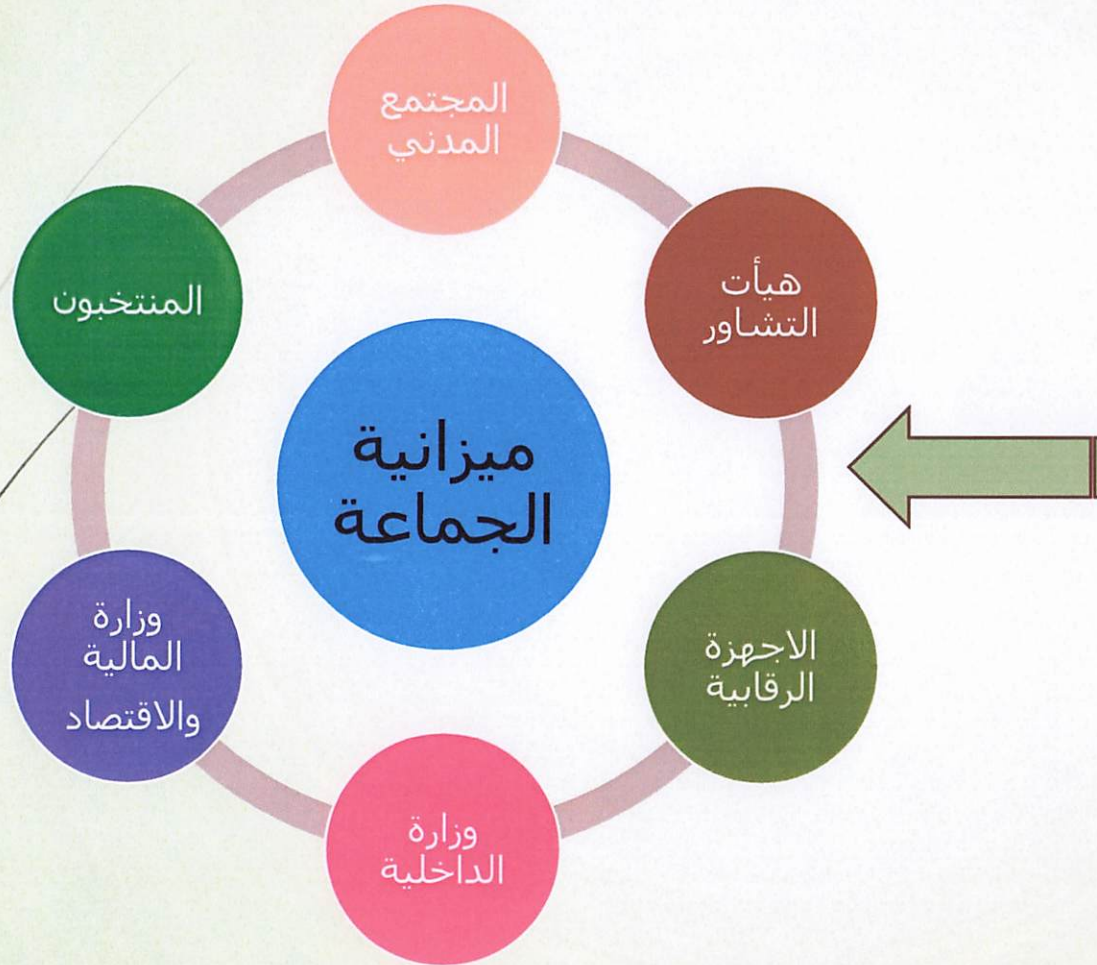 المجتمع
المدني
هيأت
التشاور
المنتخبون
ميزانية
الجماعة
الاجهزة
الرقابية
وزارة
المالية
والاقتصاد
وزارة
الداخلية